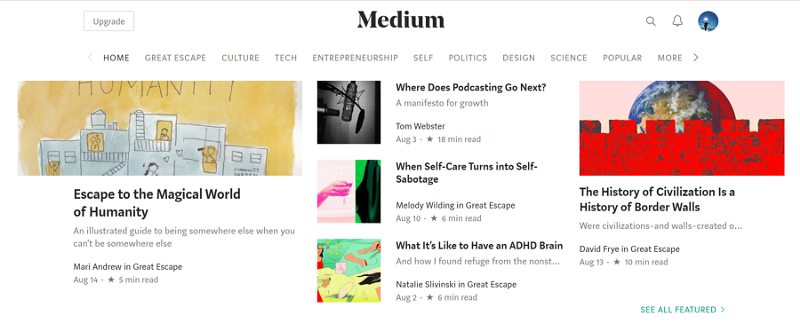 Upgrade
Medium
HOME GREAT ESCAPE CULTURE TECH ENTREPRENEURSHIP SELF POLITICS DESIGN SCIENCE POPULAR MORE
HUMANITY
Escape to the Magical World
of Humanity
An illustrated guide to being somewhere else when you
can't be somewhere else
Mari Andrew in Great Escape
Aug 14 · ★ 5 min read
Where Does Podcasting Go Next?
A manifesto for growth
Tom Webster
Aug 3 · ★ 18 min read
When Self-Care Turns into Self-
Sabotage
Melody Wilding in Great Escape
Aug 10 · ★ 6 min read
What It's Like to Have an ADHD Brain
And how I found refuge from the nonst...
Natalie Slivinski in Great Escape
Aug 2 · ★ 6 min read
The History of Civilization Is a
History of Border Walls
Were civilizations-and walls-created o...
David Frye in Great Escape
Aug 13 · ★ 10 min read
SEE ALL FEATURED